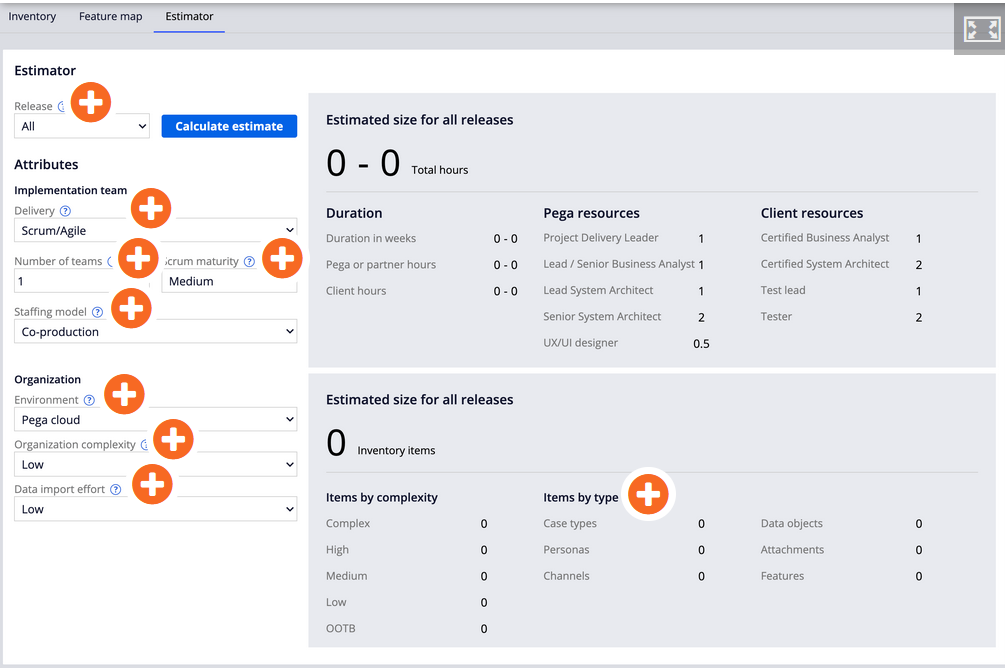 Inventory Feature map Estimator
Estimator
Release
All
Calculate estimate
Attributes
Implementation team
Delivery ?
Scrum/Agile
Number of teams
maturity ?
1
Medium
Staffing model ?
Co-production
Organization
Environment ?
Pega cloud
Organization complexity
Low
Data import effort ?
Low
Estimated size for all releases
0 - 0 Total hours
Duration
Duration in weeks 0 - 0
Pega or partner hours 0 - 0
Client hours 0 - 0
Pega resources
Project Delivery Leader 1
Lead / Senior Business Analyst 1
Lead System Architect 1
Senior System Architect 2
UX/UI designer 0.5
Client resources
Certified Business Analyst 1
Certified System Architect 2
Test lead 1
Tester 2
Estimated size for all releases
0 Inventory items
Items by complexity
Complex 0
High 0
Medium 0
Low 0
OOTB 0
Items by type
Case types 0
Personas 0
Channels 0
Data objects 0
Attachments 0
Features 0